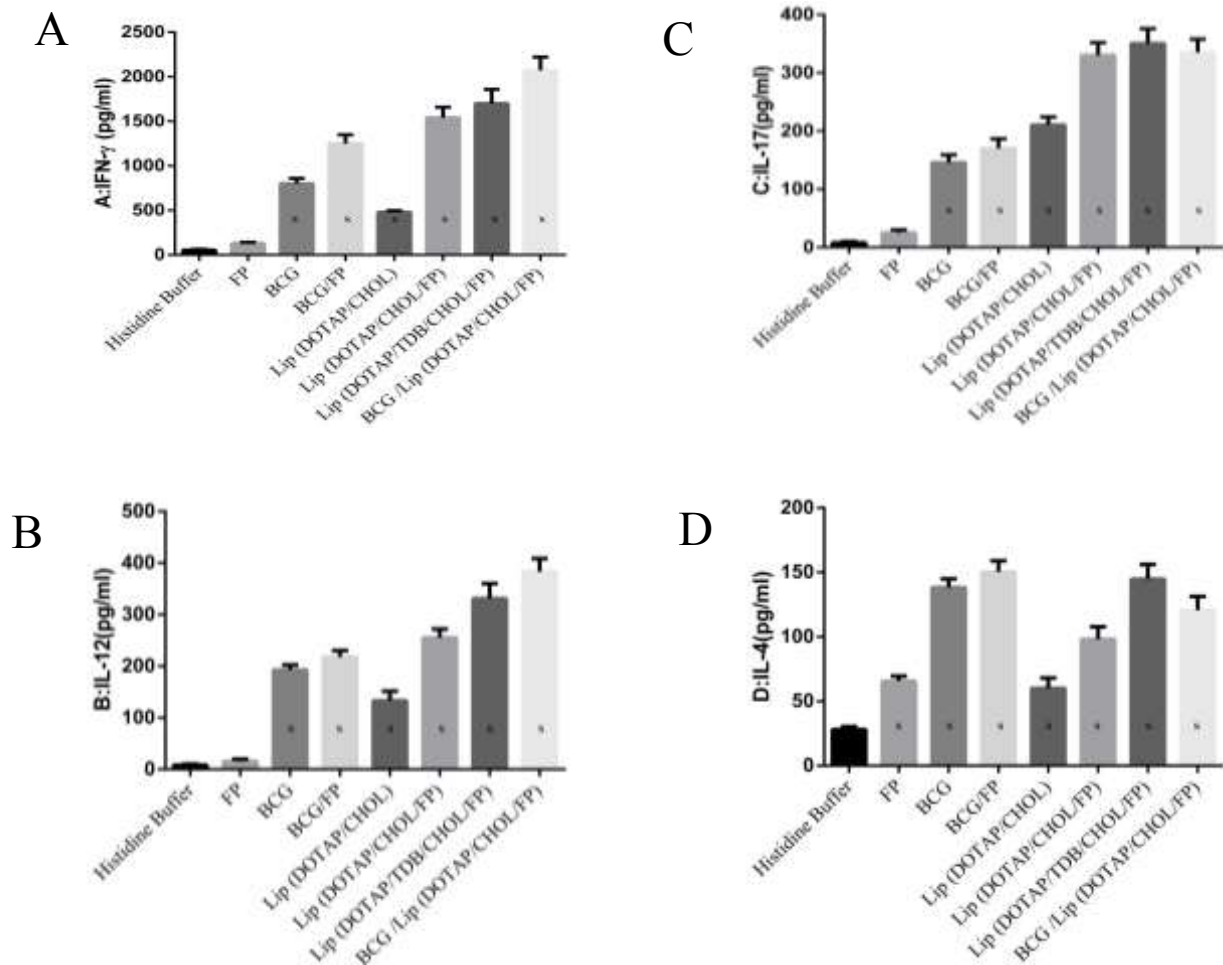 A
A:IFN-γ (pg/ml)
2500
2000
1500
1000
500
0
Histidine Buffer
FP
BCG
BCG/FP
Lip (DOTAP/CHOL)
Lip (DOTAP/CHOL/FP)
Lip (DOTAP/TDB/CHOL/FP)
BCG /Lip (DOTAP/CHOL/FP)
C
C:IL-17(pg/ml)
400
300
200
100
0
Histidine Buffer
FP
BCG
BCG/FP
Lip (DOTAP/CHOL)
Lip (DOTAP/CHOL/FP)
Lip (DOTAP/TDB/CHOL/FP)
BCG /Lip (DOTAP/CHOL/FP)
B
B:IL-12(pg/ml)
500
400
300
200
100
0
Histidine Buffer
FP
BCG
BCG/FP
Lip (DOTAP/CHOL)
Lip (DOTAP/CHOL/FP)
Lip (DOTAP/TDB/CHOL/FP)
BCG /Lip (DOTAP/CHOL/FP)
D
D:IL-4(pg/ml)
200
150
100
50
0
Histidine Buffer
FP
BCG
BCG/FP
Lip (DOTAP/CHOL)
Lip (DOTAP/CHOL/FP)
Lip (DOTAP/TDB/CHOL/FP)
BCG /Lip (DOTAP/CHOL/FP)